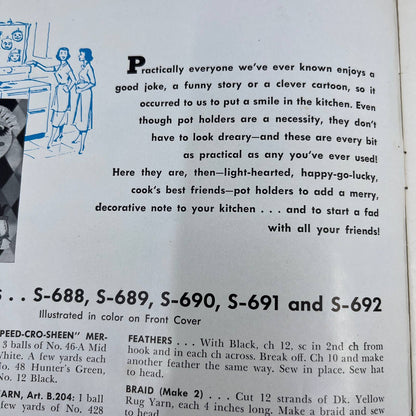 Practically everyone we've ever known enjoys a
good joke, a funny story or a clever cartoon, so it
occurred to us to put a smile in the kitchen. Even
though pot holders are a necessity, they don't
have to look dreary—and these are every bit
as practical as any you've ever used!
Here they are, then—light-hearted, happy-go-lucky,
cook's best friends—pot holders to add a merry,
decorative note to your kitchen . . . and to start a fad
with all your friends!
. . S-688, S-689, S-690, S-691 and S-692
Illustrated in color on Front Cover
PEED-CRO-SHEEN" MER-
3 balls of No. 46-A Mid
White. A few yards each
No. 48 Hunter's Green,
No. 12 Black.
YARN, Art. B.204: 1 ball
few yards of No. 428
FEATHERS . . . With Black, ch 12, sc in 2nd ch from
hook and in each ch across. Break off. Ch 10 and make
another feather the same way. Sew in place. Sew hat
to head.
BRAID (Make 2) . . . Cut 12 strands of Dk. Yellow
Rug Yarn, each 4 inches long. Make a braid and sew
to head.